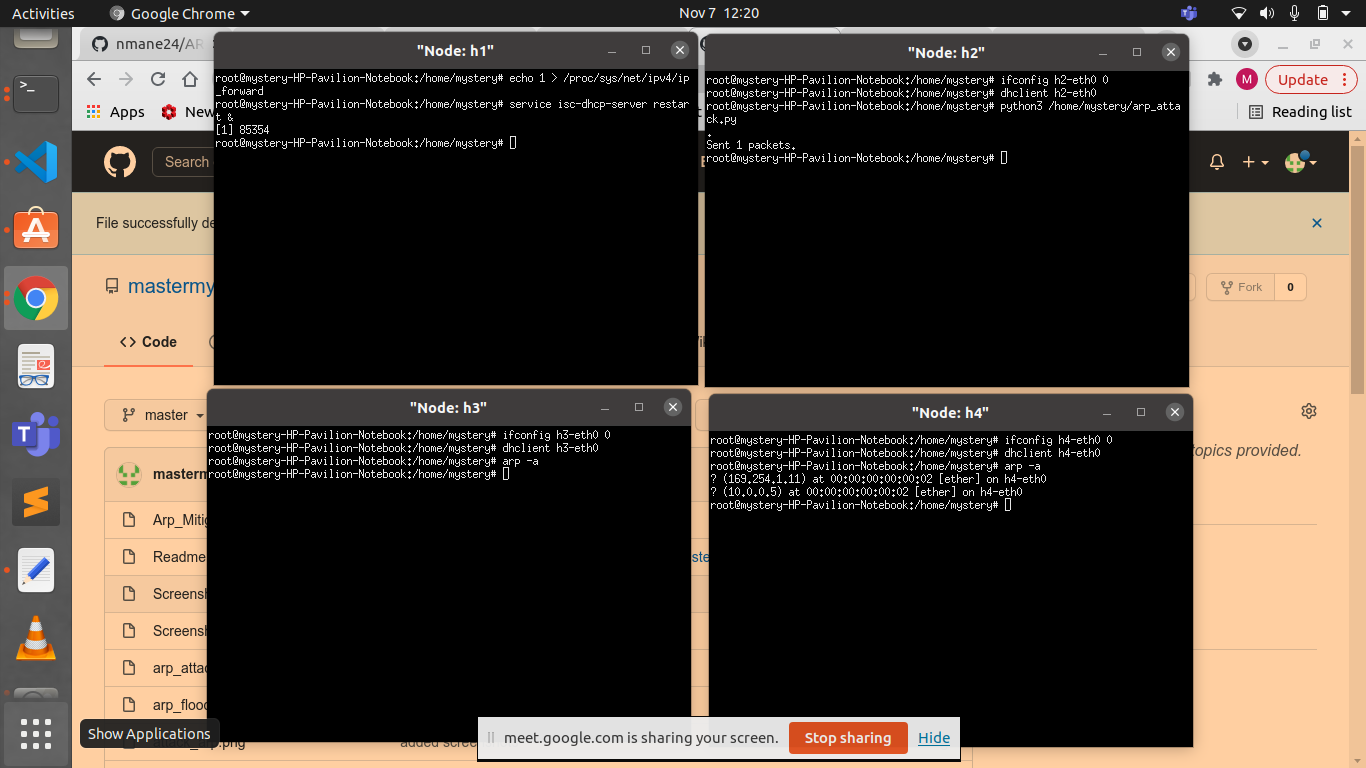 Activities
Google Chrome
Nov 7 12:20
nmane24/AR
Update
Apps
New
Reading list
Search
File successfully de
mastermy
Fork
0
Code
master
topics provided.
masterm
Arp_Mitig
Readme
Screensh
Screensh
arp_attac
arp_flood
added scree
Show Applications
"Node: h1"
root@mystery-HP-Pavilion-Notebook:/home/mystery# echo 1 > /proc/sys/net/ipv4/ip
_forward
root@mystery-HP-Pavilion-Notebook:/home/mystery# service isc-dhcp-server restar
t &
[1] 85354
root@mystery-HP-Pavilion-Notebook:/home/mystery#
"Node: h2"
root@mystery-HP-Pavilion-Notebook:/home/mystery# ifconfig h2-eth0 0
root@mystery-HP-Pavilion-Notebook:/home/mystery# dhclient h2-eth0
root@mystery-HP-Pavilion-Notebook:/home/mystery# python3 /home/mystery/arp_atta
ck.py
.
Sent 1 packets.
root@mystery-HP-Pavilion-Notebook:/home/mystery#
"Node: h3"
root@mystery-HP-Pavilion-Notebook:/home/mystery# ifconfig h3-eth0 0
root@mystery-HP-Pavilion-Notebook:/home/mystery# dhclient h3-eth0
root@mystery-HP-Pavilion-Notebook:/home/mystery# arp -a
root@mystery-HP-Pavilion-Notebook:/home/mystery#
"Node: h4"
root@mystery-HP-Pavilion-Notebook:/home/mystery# ifconfig h4-eth0 0
root@mystery-HP-Pavilion-Notebook:/home/mystery# dhclient h4-eth0
root@mystery-HP-Pavilion-Notebook:/home/mystery# arp -a
? (169.254.1.11) at 00:00:00:00:00:02 [ether] on h4-eth0
? (10.0.0.5) at 00:00:00:00:00:02 [ether] on h4-eth0
root@mystery-HP-Pavilion-Notebook:/home/mystery#
meet.google.com is sharing your screen.
Stop sharing
Hide